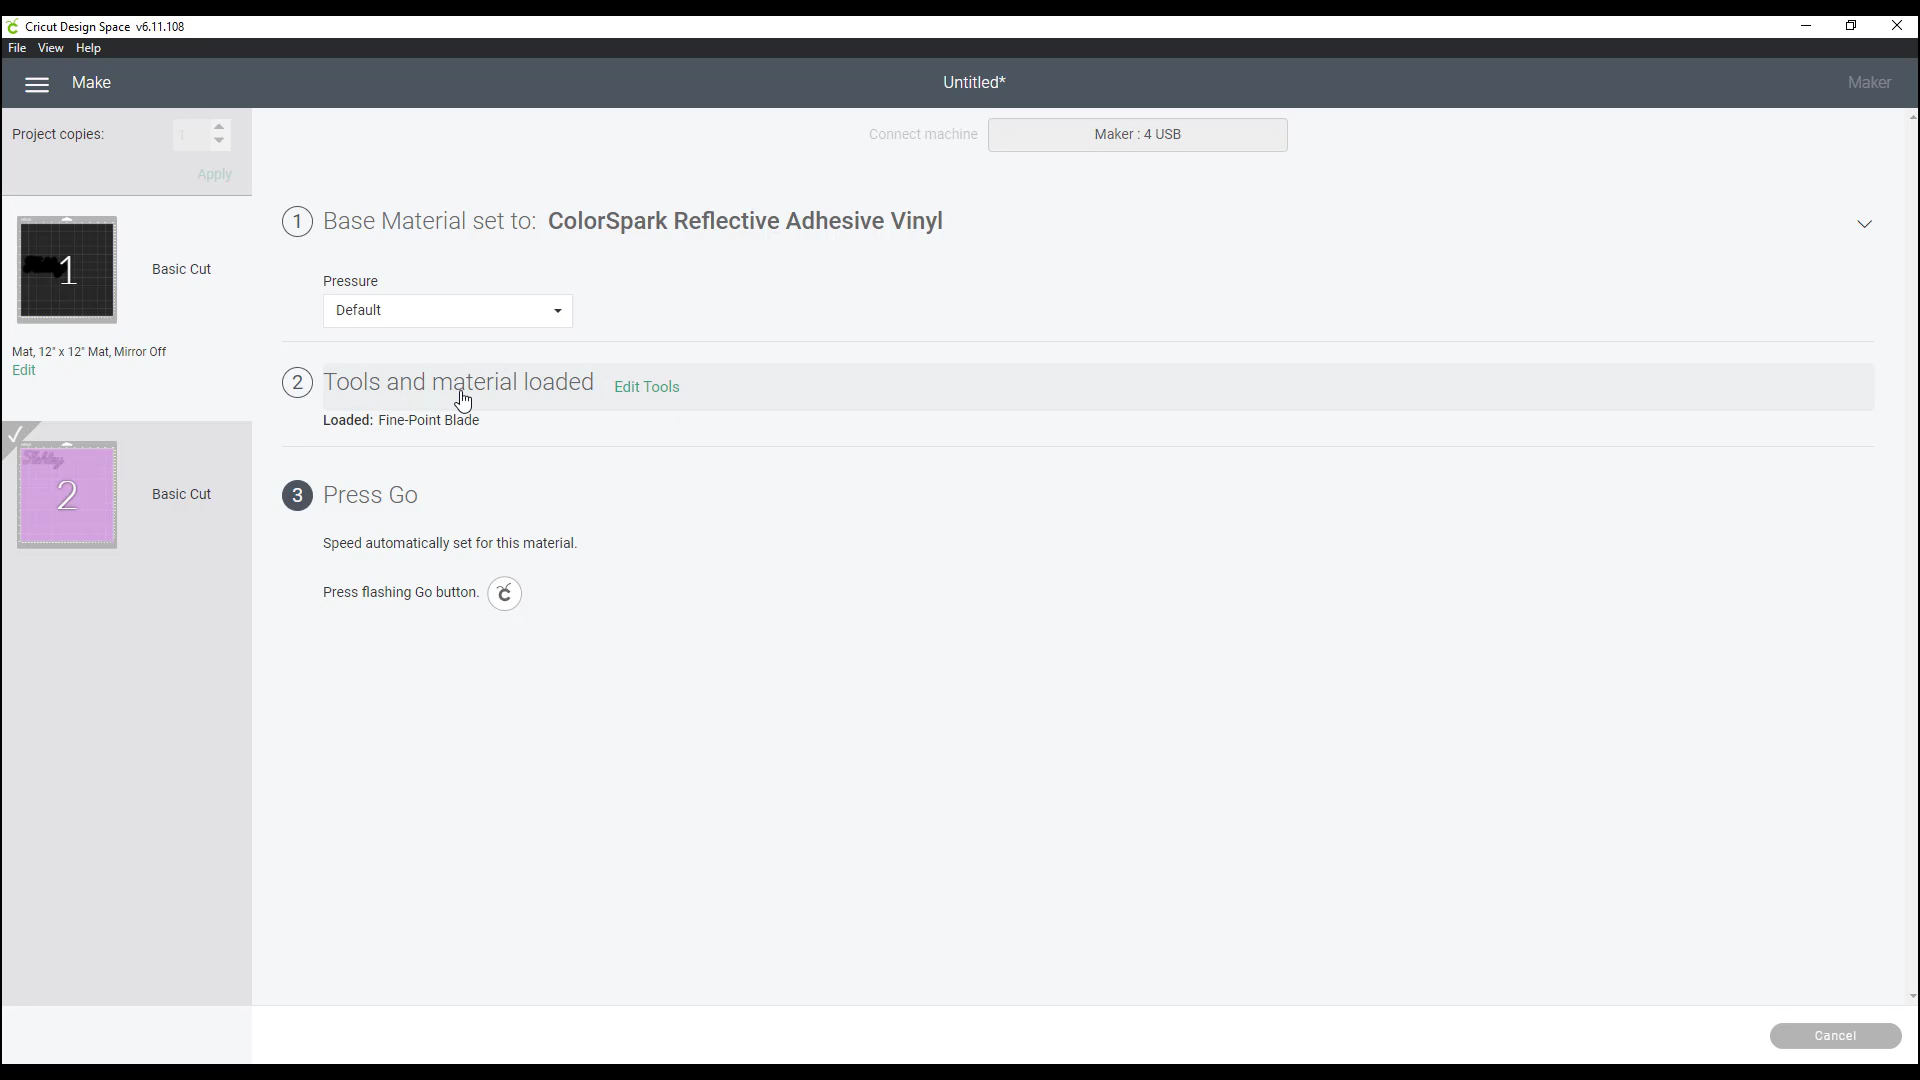 Cricut Design Space v6.11.108
File View Help
Make
Untitled*
Maker
Project copies:
1
Apply
Connect machine
Maker : 4 USB
1 Base Material set to: ColorSpark Reflective Adhesive Vinyl
Pressure
Default
1
Basic Cut
Mat, 12" x 12" Mat, Mirror Off
Edit
2 Tools and material loaded Edit Tools
Loaded: Fine-Point Blade
2
Basic Cut
3 Press Go
Speed automatically set for this material.
Press flashing Go button.
Cancel